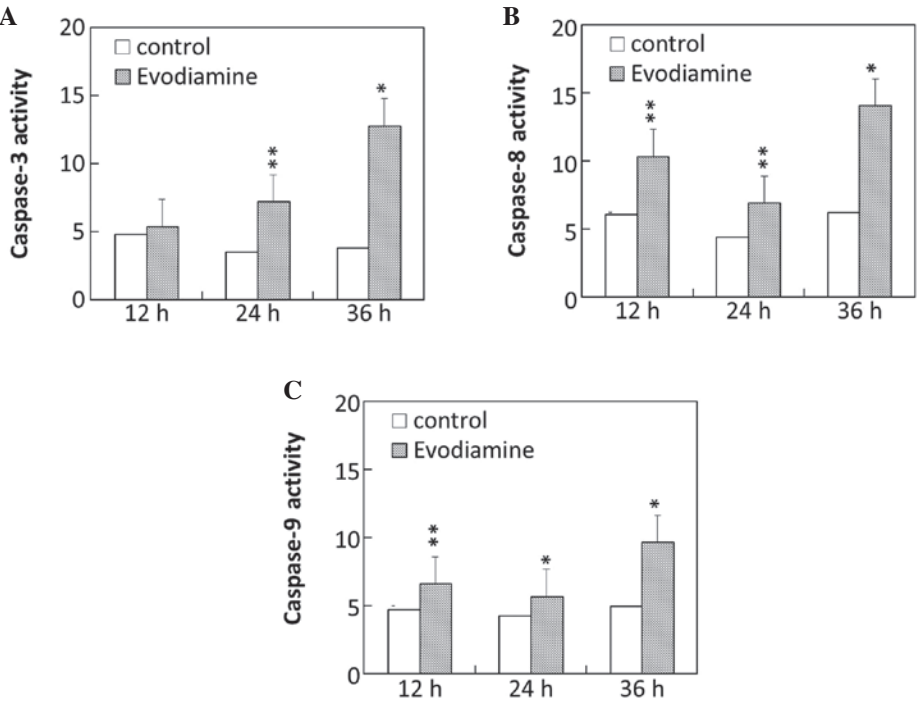 A
Caspase-3 activity
20
15
10
5
0
control
Evodiamine
**
*
12 h
24 h
36 h
B
Caspase-8 activity
20
15
10
5
0
control
Evodiamine
**
**
*
12 h
24 h
36 h
C
Caspase-9 activity
20
15
10
5
0
control
Evodiamine
**
*
*
12 h
24 h
36 h